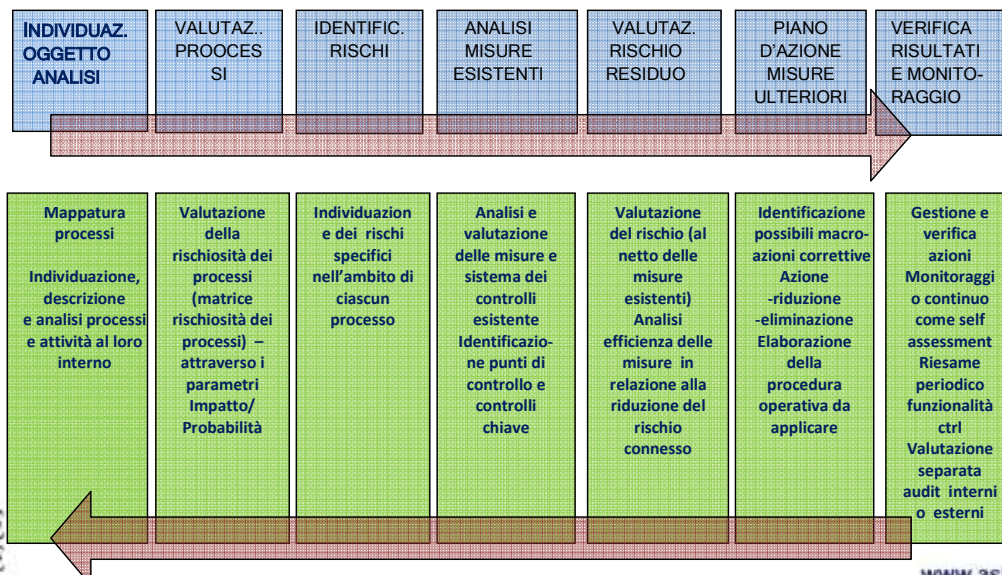 INDIVIDUAZ.
OGGETTO
ANALISI
VALUTAZ..
PROOCES
SI
IDENTIFIC.
RISCHI
ANALISI
MISURE
ESISTENTI
VALUTAZ.
RISCHIO
RESIDUO
PIANO
D'AZIONE
MISURE
ULTERIORI
VERIFICA
RISULTATI
E MONITO-
RAGGIO
Mappatura
processi
Individuazione,
descrizione
e analisi processi
e attività al loro
interno
Valutazione
della
rischiosità dei
processi
(matrice
rischiosità dei
processi) –
attraverso i
parametri
Impatto/
Probabilità
Individuazion
e dei rischi
specifici
nell'ambito di
ciascun
processo
Analisi e
valutazione
delle misure e
sistema dei
controlli
esistente
Identificazio-
ne punti di
controllo e
controlli
chiave
Valutazione
del rischio (al
netto delle
misure
esistenti)
Analisi
efficienza delle
misure in
relazione alla
riduzione del
rischio
connesso
Identificazione
possibili macro-
azioni correttive
Azione
-riduzione
-eliminazione
Elaborazione
della
procedura
operativa da
applicare
Gestione e
verifica
azioni
Monitoraggi
o continuo
come self
assessment
Riesame
periodico
funzionalità
ctrl
Valutazione
separata
audit interni
o esterni
www.as